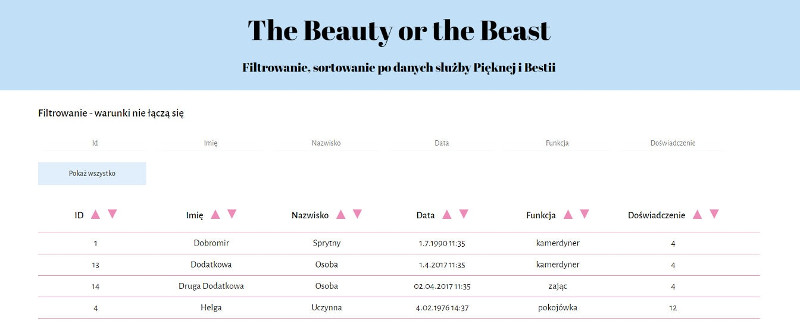 The Beauty or the Beast
Filtrowanie, sortowanie po danych służby Pięknej i Bestii
Filtrowanie - warunki nie łączą się
Id Imię Nazwisko Data Funkcja Doświadczenie
Pokaż wszystko
ID ▲ ▼ Imię ▲ ▼ Nazwisko ▲ ▼ Data ▲ ▼ Funkcja ▲ ▼ Doświadczenie ▲ ▼
1 Dobromir Sprytny 1.7.1990 11:35 kamerdyner 4
13 Dodatkowa Osoba 1.4.2017 11:35 kamerdyner 4
14 Druga Dodatkowa Osoba 02.04.2017 11:35 zając 4
4 Helga Uczynna 4.02.1976 14:37 pokojówka 12